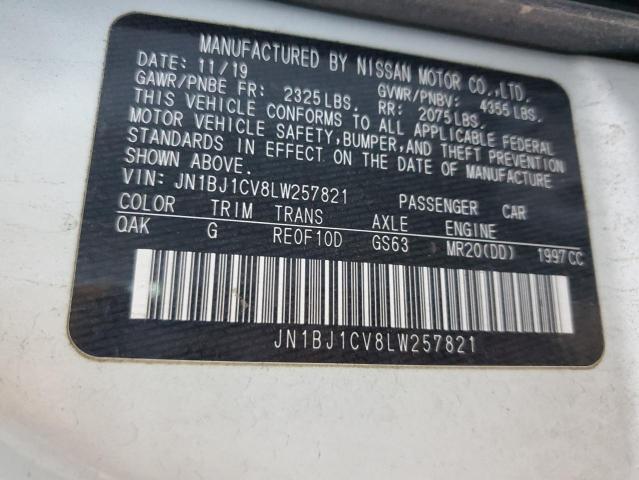 MANUFACTURED BY NISSAN MOTOR CO.,LTD.
DATE: 11/19 GVWR/PNBV: 4355LBS.
GAWR/PNBE FR: 2325LBS. RR: 2075LBS.
THIS VEHICLE CONFORMS TO ALL APPLICABLE FEDERAL
MOTOR VEHICLE SAFETY,BUMPER,AND THEFT PREVENTION
STANDARDS IN EFFECT ON THE DATE OF MANUFACTURE
SHOWN ABOVE.
VIN: JN1BJ1CV8LW257821 PASSENGER CAR
COLOR TRIM TRANS AXLE ENGINE
QAK G RE0F10D GS63 MR20(DD) 1997CC
JN1BJ1CV8LW257821